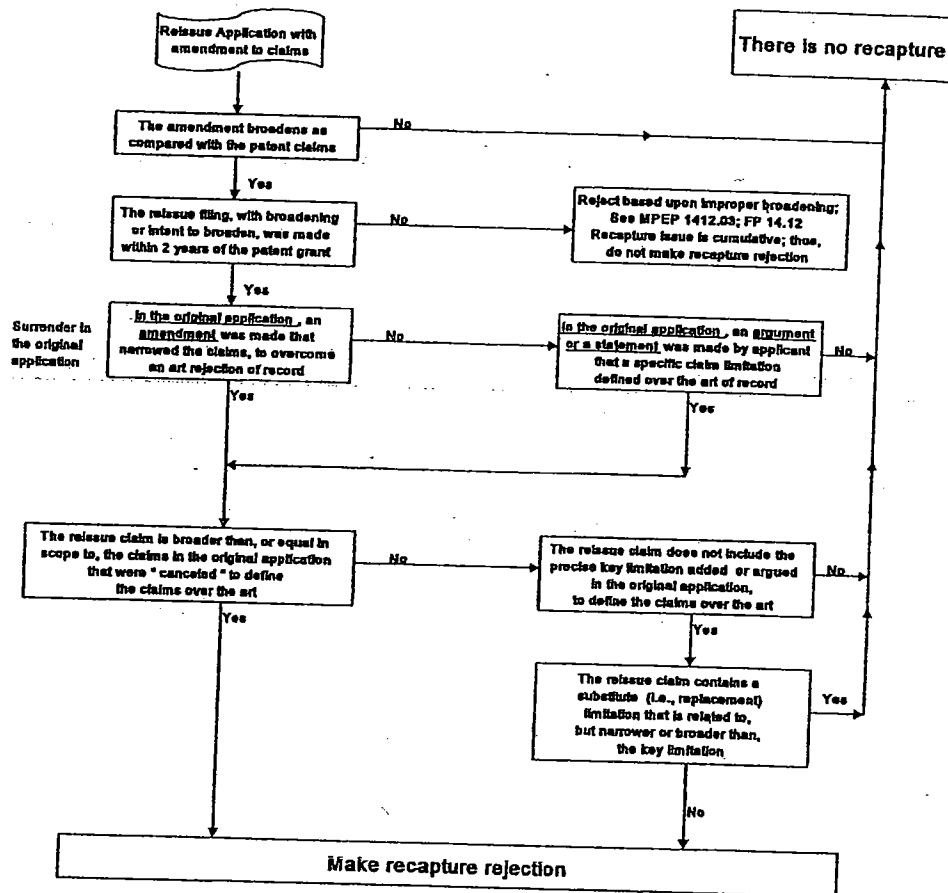 Reissue Application with
amendment to claims
There is no recapture
The amendment broadens as
compared with the patent claims
No
Yes
The reissue filing, with broadening
or intent to broaden, was made
within 2 years of the patent grant
No
Reject based upon improper broadening;
See MPEP 1412.03; FP 14.12
Recapture issue is cumulative; thus,
do not make recapture rejection
Yes
Surrender in
the original
application
in the original application , an
amendment was made that
narrowed the claims, to overcome
an art rejection of record
No
in the original application , an argument
or a statement was made by applicant
that a specific claim limitation
defined over the art of record
No
Yes
Yes
The reissue claim is broader than, or equal in
scope to, the claims in the original application
that were " canceled " to define
the claims over the art
No
The reissue claim does not include the
precise key limitation added or argued
in the original application,
to define the claims over the art
No
Yes
Yes
The reissue claim contains a
substitute (i.e., replacement)
limitation that is related to,
but narrower or broader than,
the key limitation
Yes
No
Make recapture rejection